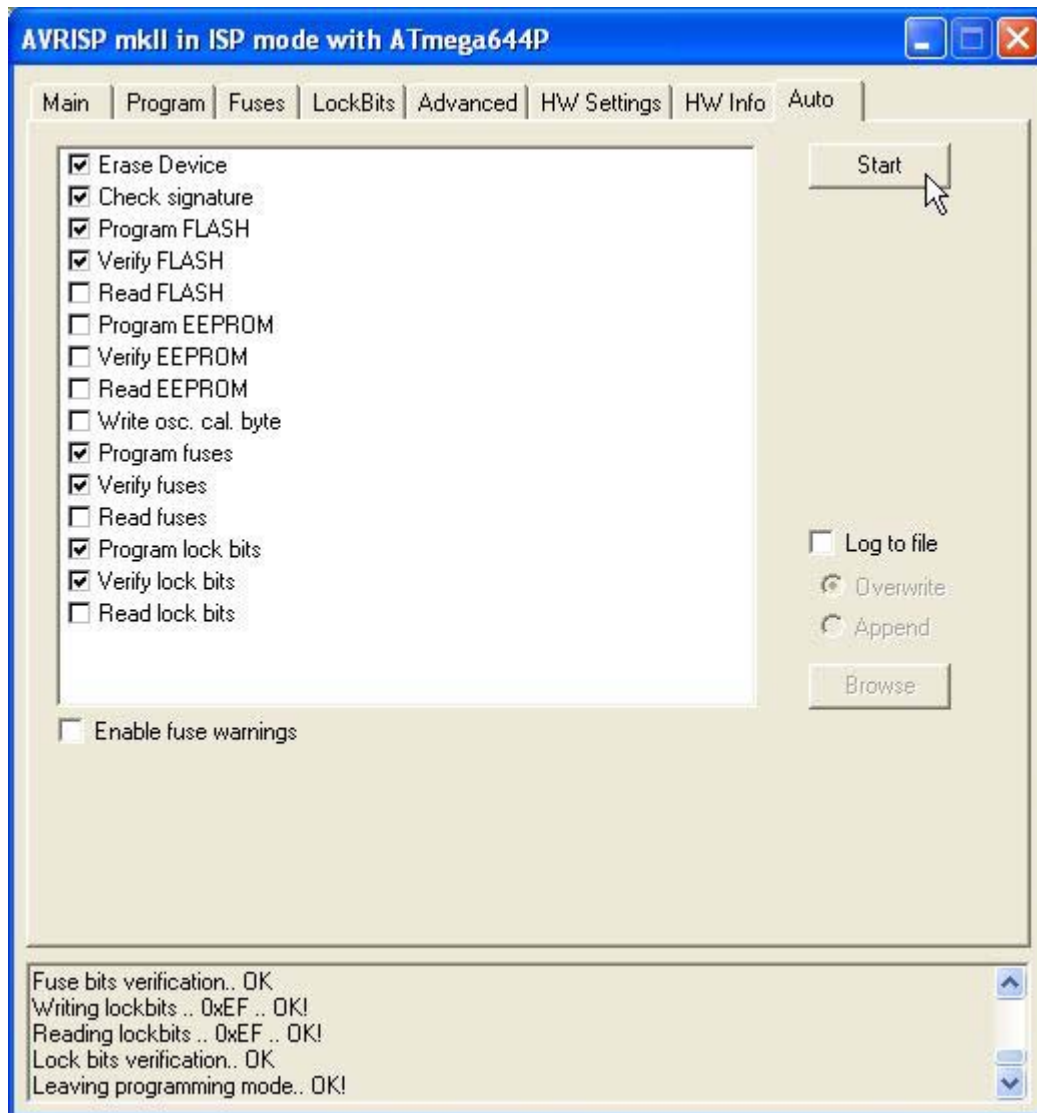 AVRISP mkII in ISP mode with ATmega644P
Main Program Fuses LockBits Advanced HW Settings HW Info Auto
Erase Device
Start
Check signature
Program FLASH
Verify FLASH
Read FLASH
Program EEPROM
Verify EEPROM
Read EEPROM
Write osc. cal. byte
Program fuses
Verify fuses
Read fuses
Program lock bits
Log to file
Verify lock bits
Overwrite
Read lock bits
Append
Browse
Enable fuse warnings
Fuse bits verification.. OK
Writing lockbits .. 0xEF .. OK!
Reading lockbits .. 0xEF .. OK!
Lock bits verification.. OK
Leaving programming mode.. OK!